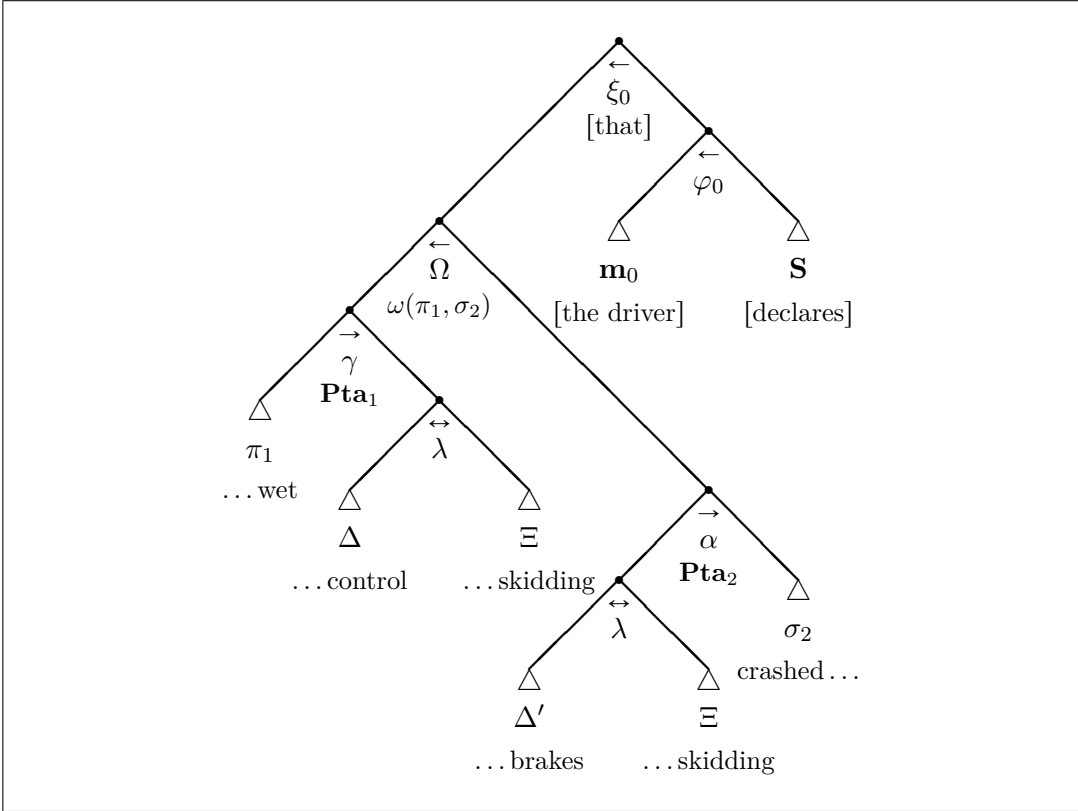 ←
ξ₀
[that]
←
φ₀
m₀ S
[the driver] [declares]
←
Ω
ω(π₁, σ₂)
→
γ
Pta₁
↔
λ
π₁
…wet
Δ Ξ
…control …skidding
→
α
Pta₂
↔
λ
σ₂
crashed…
Δ′ Ξ
…brakes …skidding